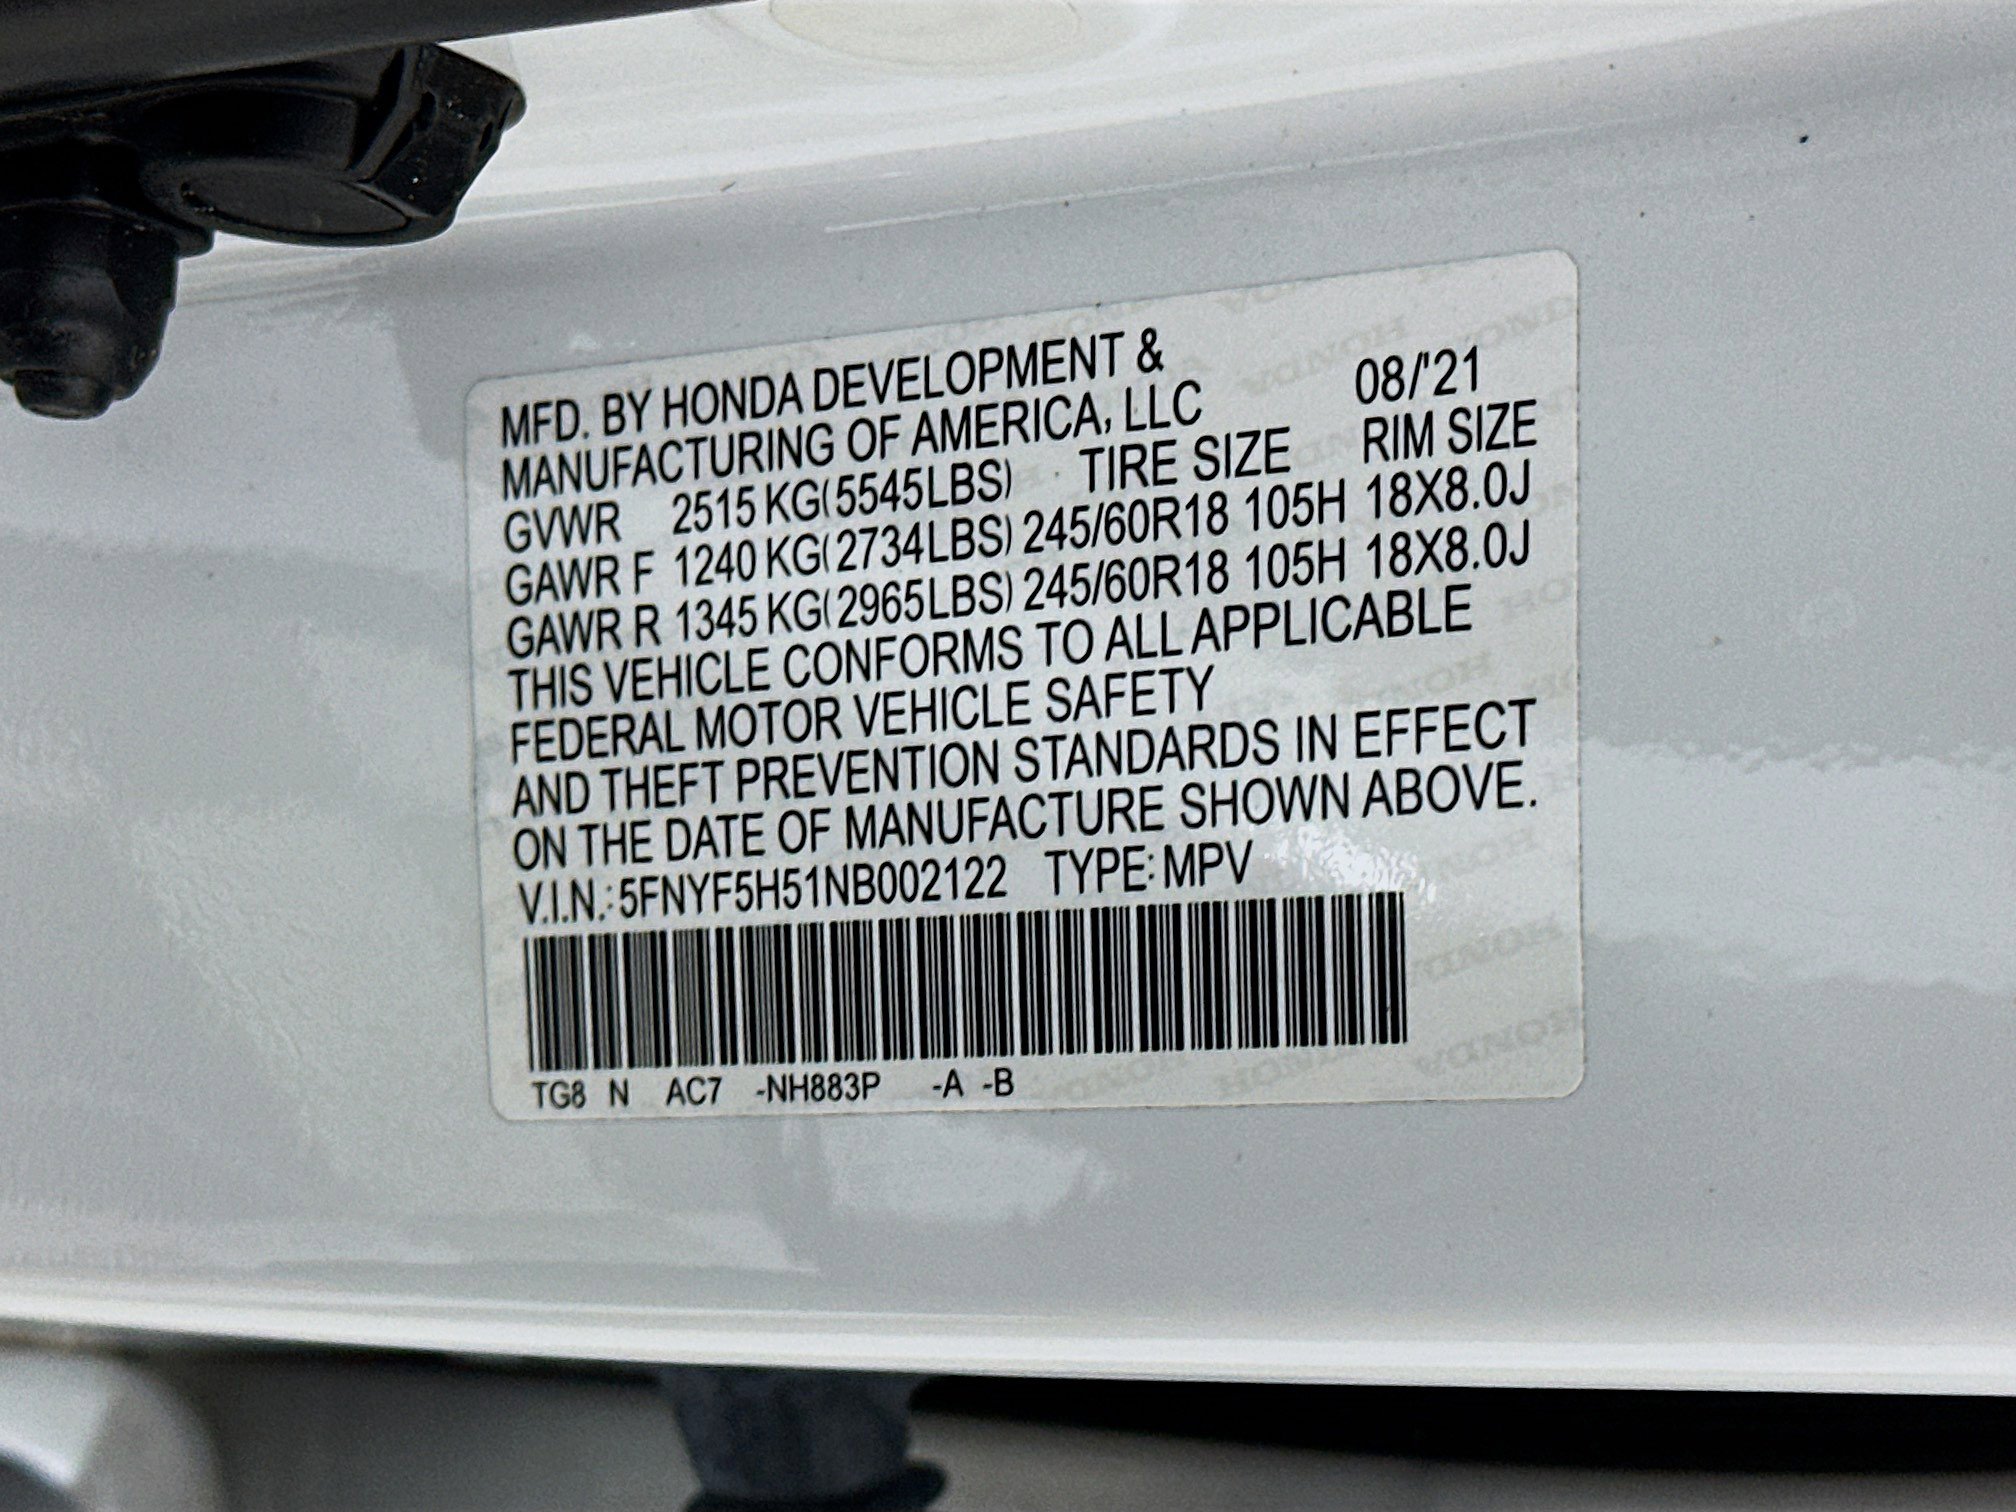 MFD. BY HONDA DEVELOPMENT &
MANUFACTURING OF AMERICA, LLC 08/'21
GVWR 2515 KG(5545LBS) TIRE SIZE RIM SIZE
GAWR F 1240 KG(2734LBS) 245/60R18 105H 18X8.0J
GAWR R 1345 KG(2965LBS) 245/60R18 105H 18X8.0J
THIS VEHICLE CONFORMS TO ALL APPLICABLE
FEDERAL MOTOR VEHICLE SAFETY
AND THEFT PREVENTION STANDARDS IN EFFECT
ON THE DATE OF MANUFACTURE SHOWN ABOVE.
V.I.N.: 5FNYF5H51NB002122 TYPE: MPV
TG8 N AC7 -NH883P -A -B